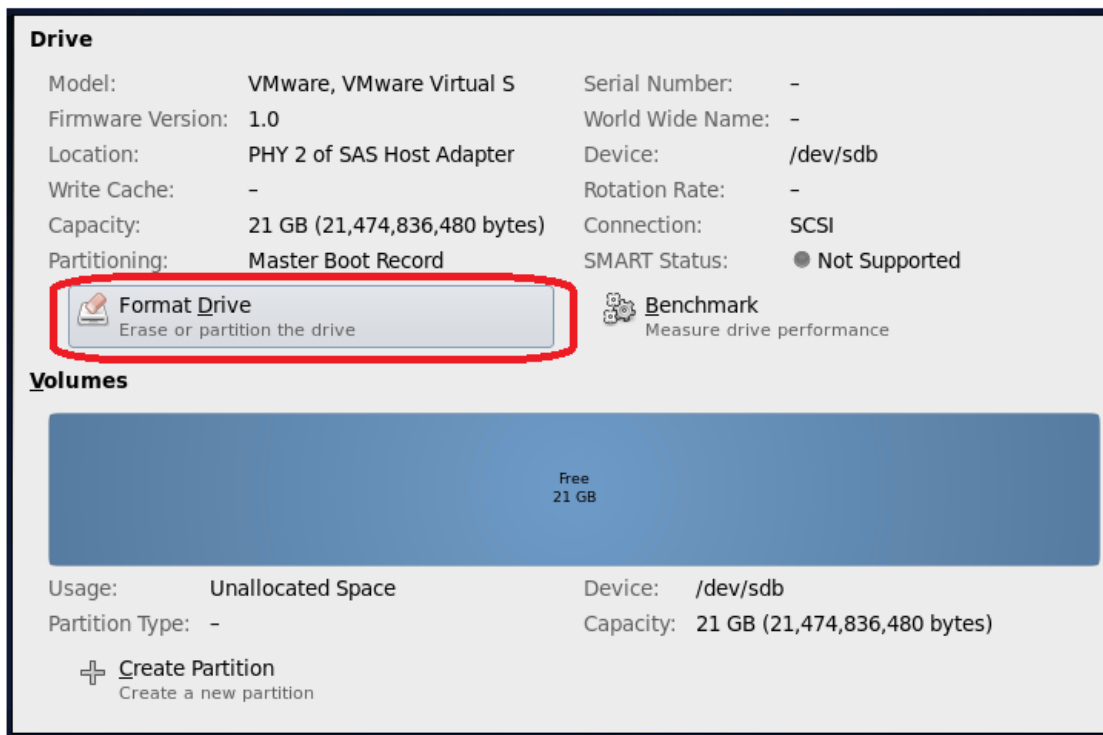 Drive
Model: VMware, VMware Virtual S Serial Number: –
Firmware Version: 1.0 World Wide Name: –
Location: PHY 2 of SAS Host Adapter Device: /dev/sdb
Write Cache: – Rotation Rate: –
Capacity: 21 GB (21,474,836,480 bytes) Connection: SCSI
Partitioning: Master Boot Record SMART Status: Not Supported
Format Drive Benchmark
Erase or partition the drive Measure drive performance
Volumes
Free
21 GB
Usage: Unallocated Space Device: /dev/sdb
Partition Type: – Capacity: 21 GB (21,474,836,480 bytes)
Create Partition
Create a new partition